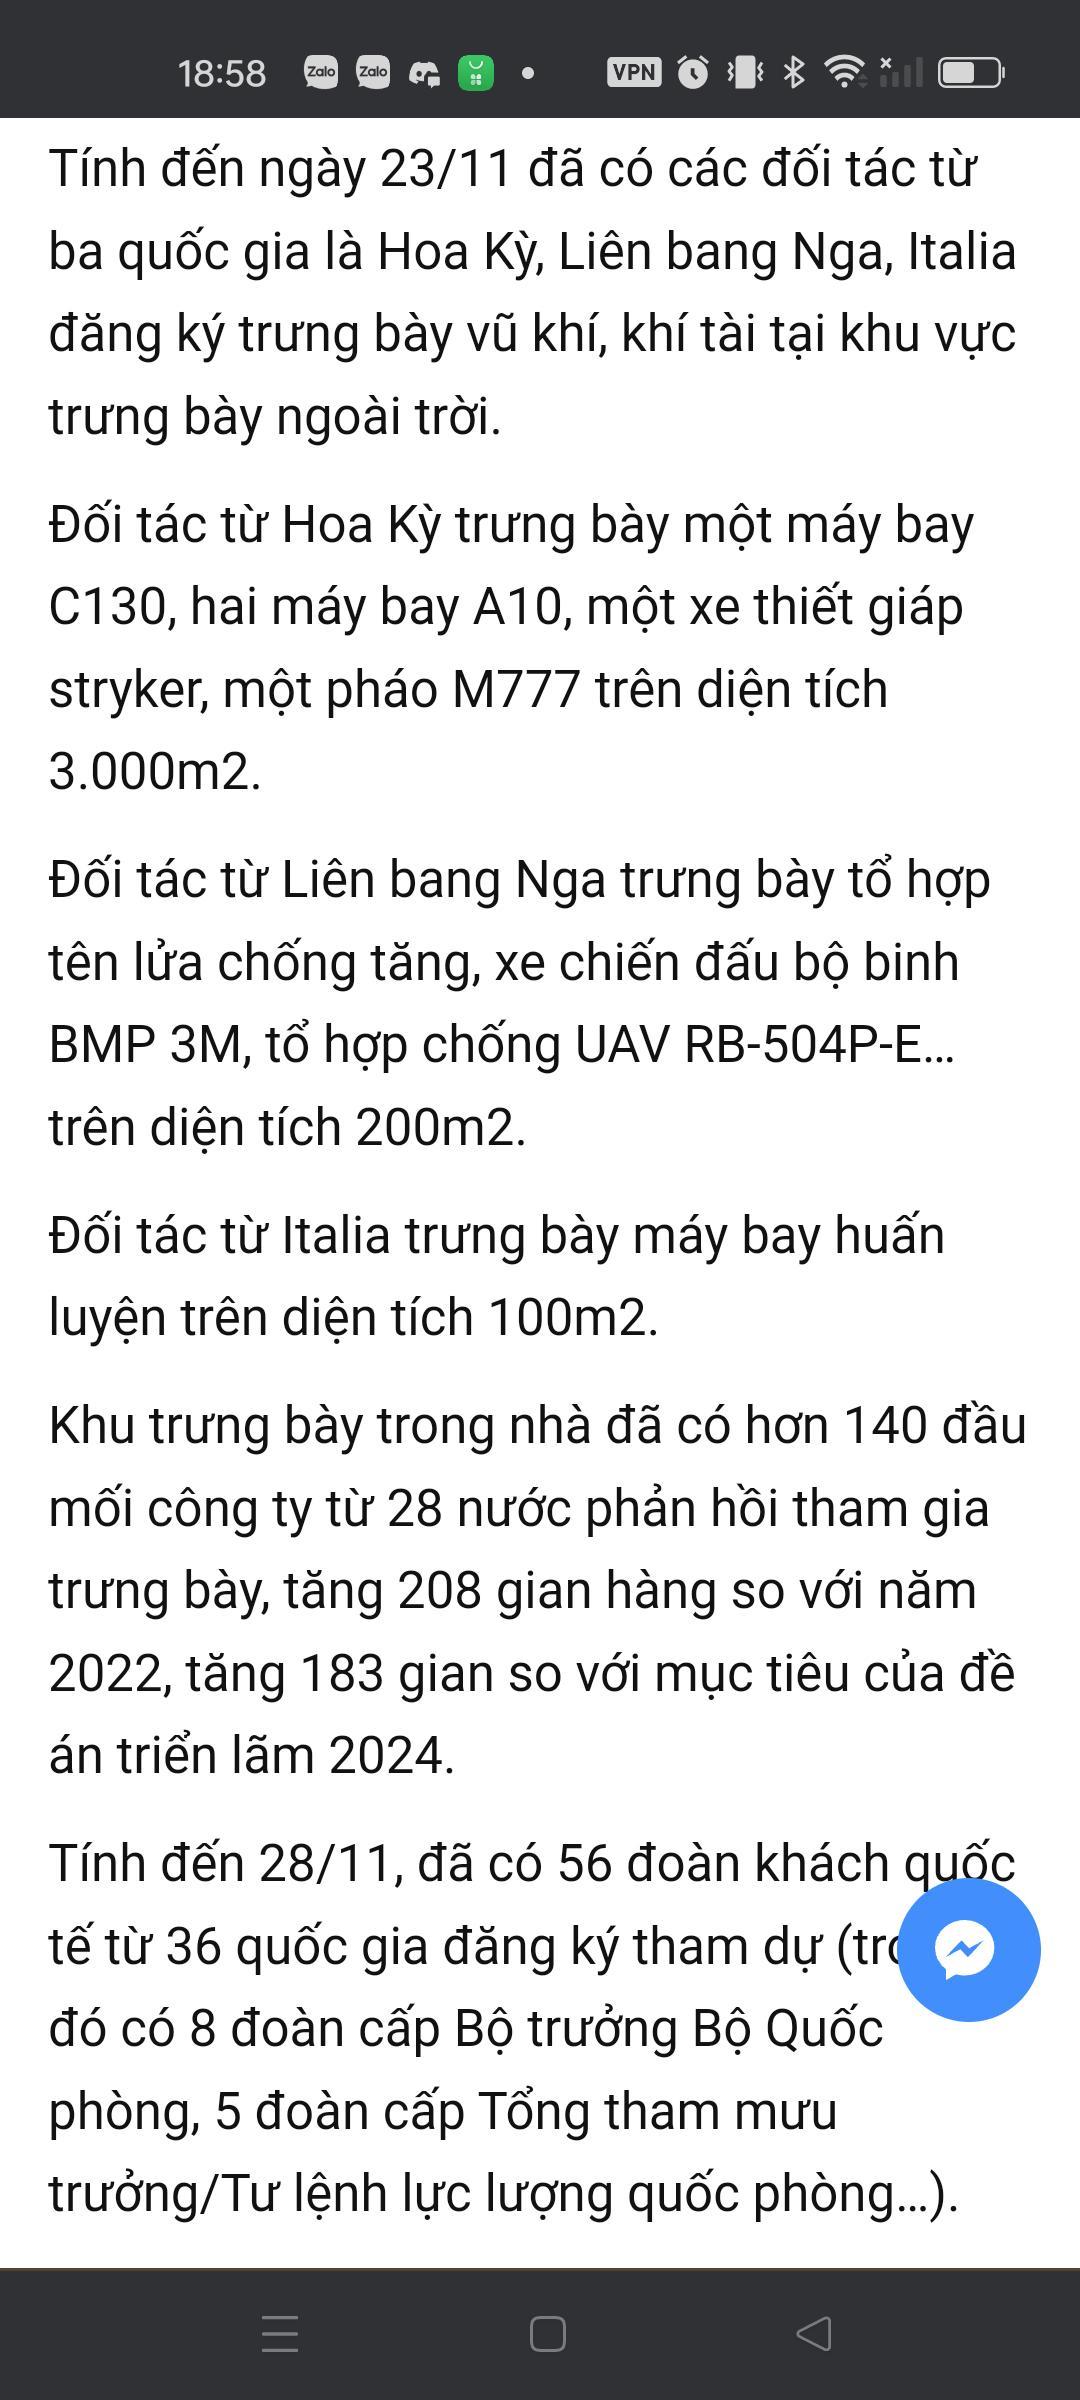 18:58 Zalo Zalo VPN
Tính đến ngày 23/11 đã có các đối tác từ
ba quốc gia là Hoa Kỳ, Liên bang Nga, Italia
đăng ký trưng bày vũ khí, khí tài tại khu vực
trưng bày ngoài trời.
Đối tác từ Hoa Kỳ trưng bày một máy bay
C130, hai máy bay A10, một xe thiết giáp
stryker, một pháo M777 trên diện tích
3.000m2.
Đối tác từ Liên bang Nga trưng bày tổ hợp
tên lửa chống tăng, xe chiến đấu bộ binh
BMP 3M, tổ hợp chống UAV RB-504P-E...
trên diện tích 200m2.
Đối tác từ Italia trưng bày máy bay huấn
luyện trên diện tích 100m2.
Khu trưng bày trong nhà đã có hơn 140 đầu
mối công ty từ 28 nước phản hồi tham gia
trưng bày, tăng 208 gian hàng so với năm
2022, tăng 183 gian so với mục tiêu của đề
án triển lãm 2024.
Tính đến 28/11, đã có 56 đoàn khách quốc
tế từ 36 quốc gia đăng ký tham dự
đó có 8 đoàn cấp Bộ trưởng Bộ Quốc
phòng, 5 đoàn cấp Tổng tham mưu
trưởng/Tư lệnh lực lượng quốc phòng...).